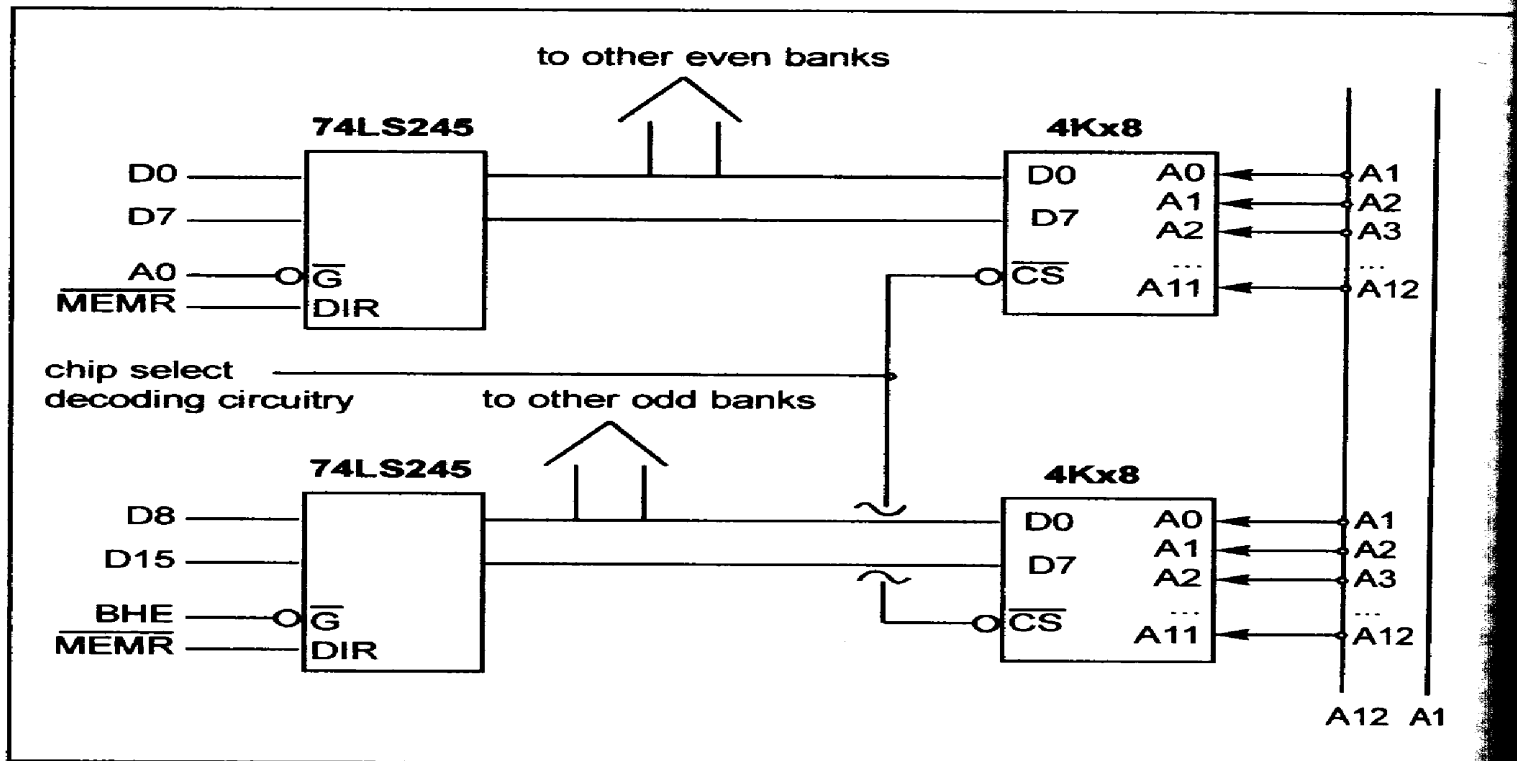 to other even banks
74LS245
4Kx8
D0
D7
A0
MEMR
G
DIR
D0
D7
CS
A0
A1
A2
...
A11
A1
A2
A3
...
A12
chip select
decoding circuitry
to other odd banks
74LS245
4Kx8
D8
D15
BHE
MEMR
G
DIR
D0
D7
CS
A0
A1
A2
...
A11
A1
A2
A3
...
A12
A12 A1